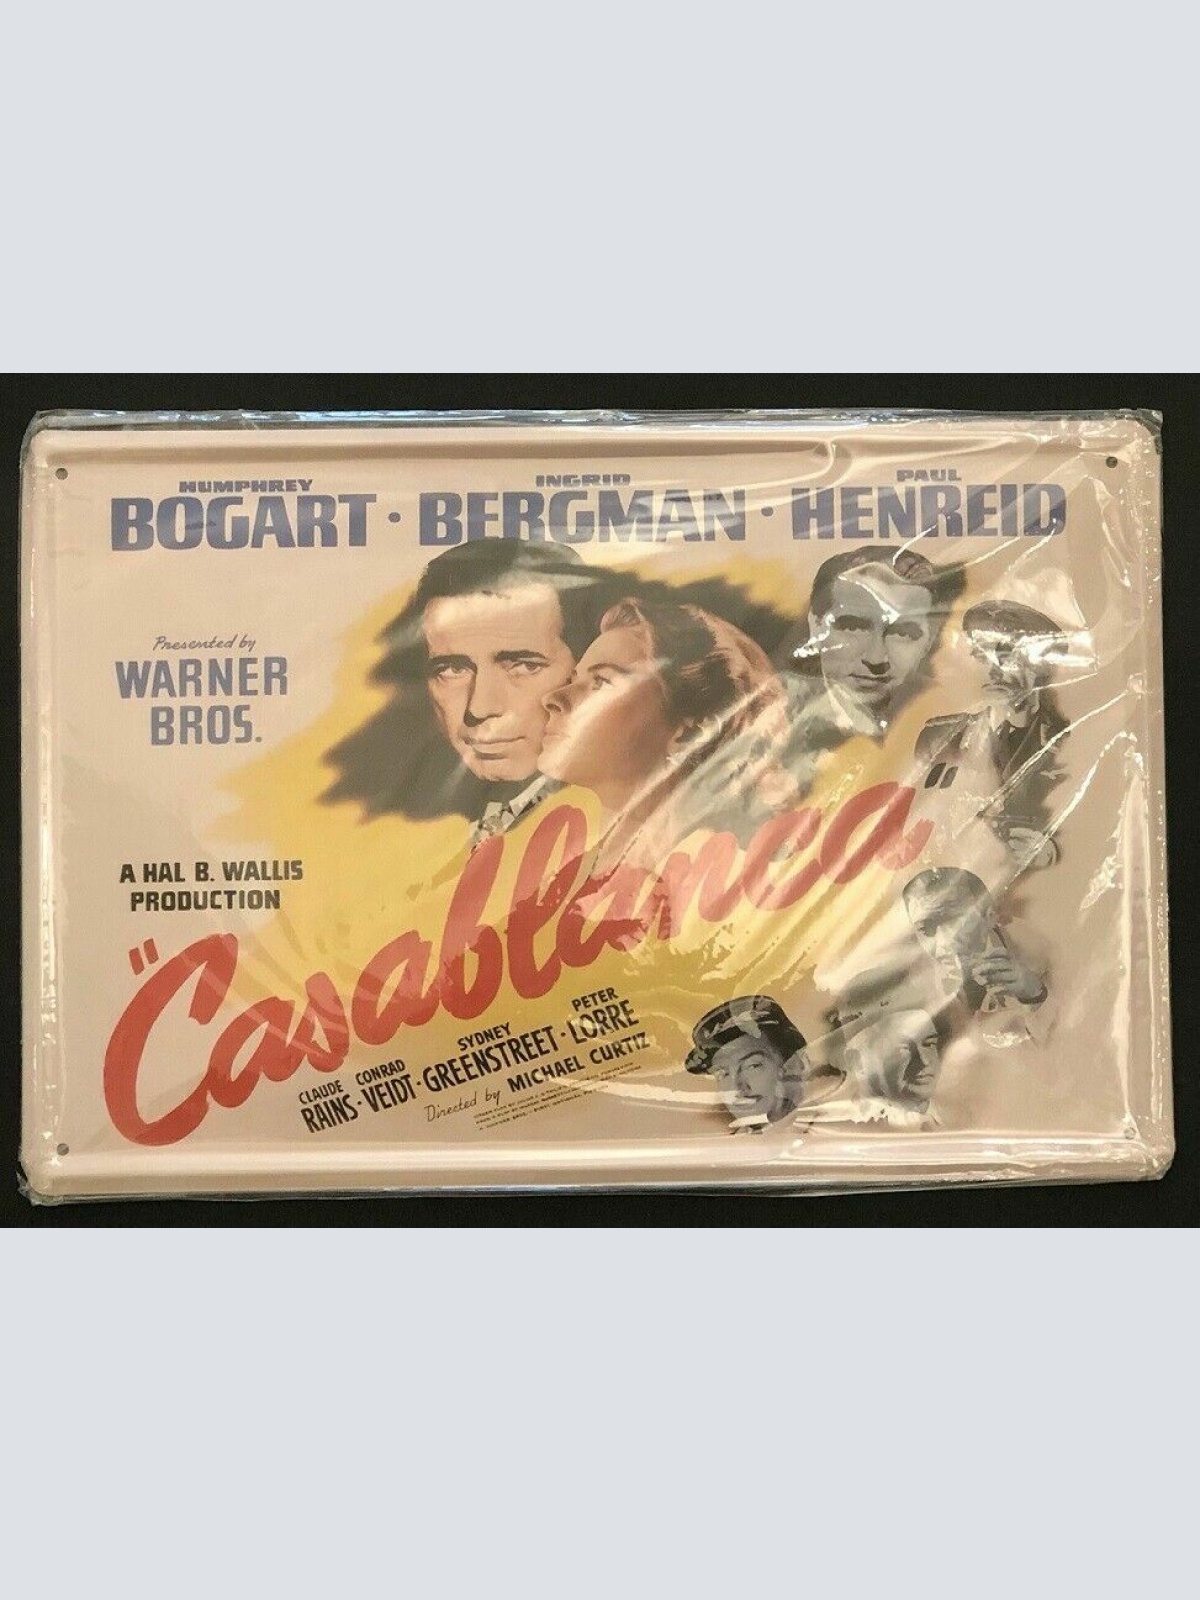 HUMPHREY INGRID PAUL
BOGART · BERGMAN · HENREID
Presented by
WARNER
BROS.
A HAL B. WALLIS
PRODUCTION
"Casablanca"
CLAUDE CONRAD SYDNEY PETER
RAINS · VEIDT · GREENSTREET · LORRE
Directed by MICHAEL CURTIZ